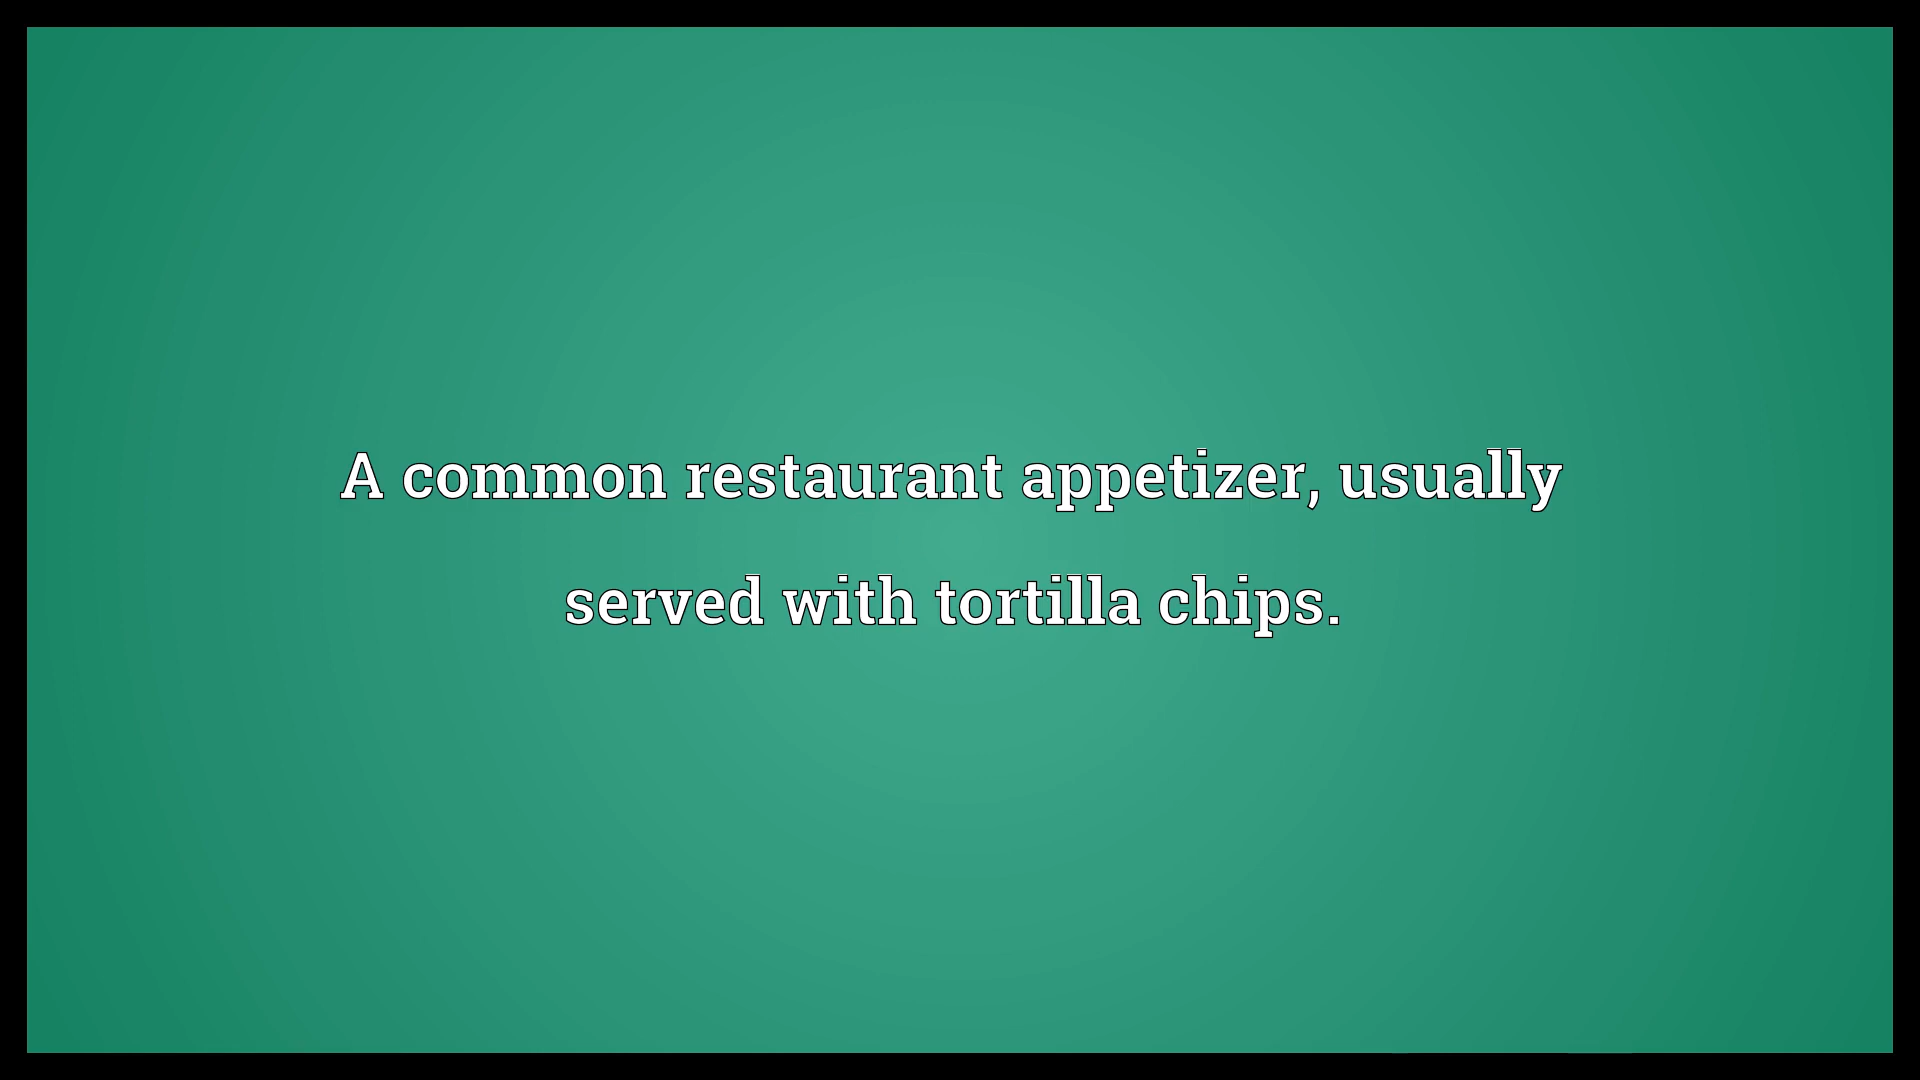 A common restaurant appetizer, usually
served with tortilla chips.